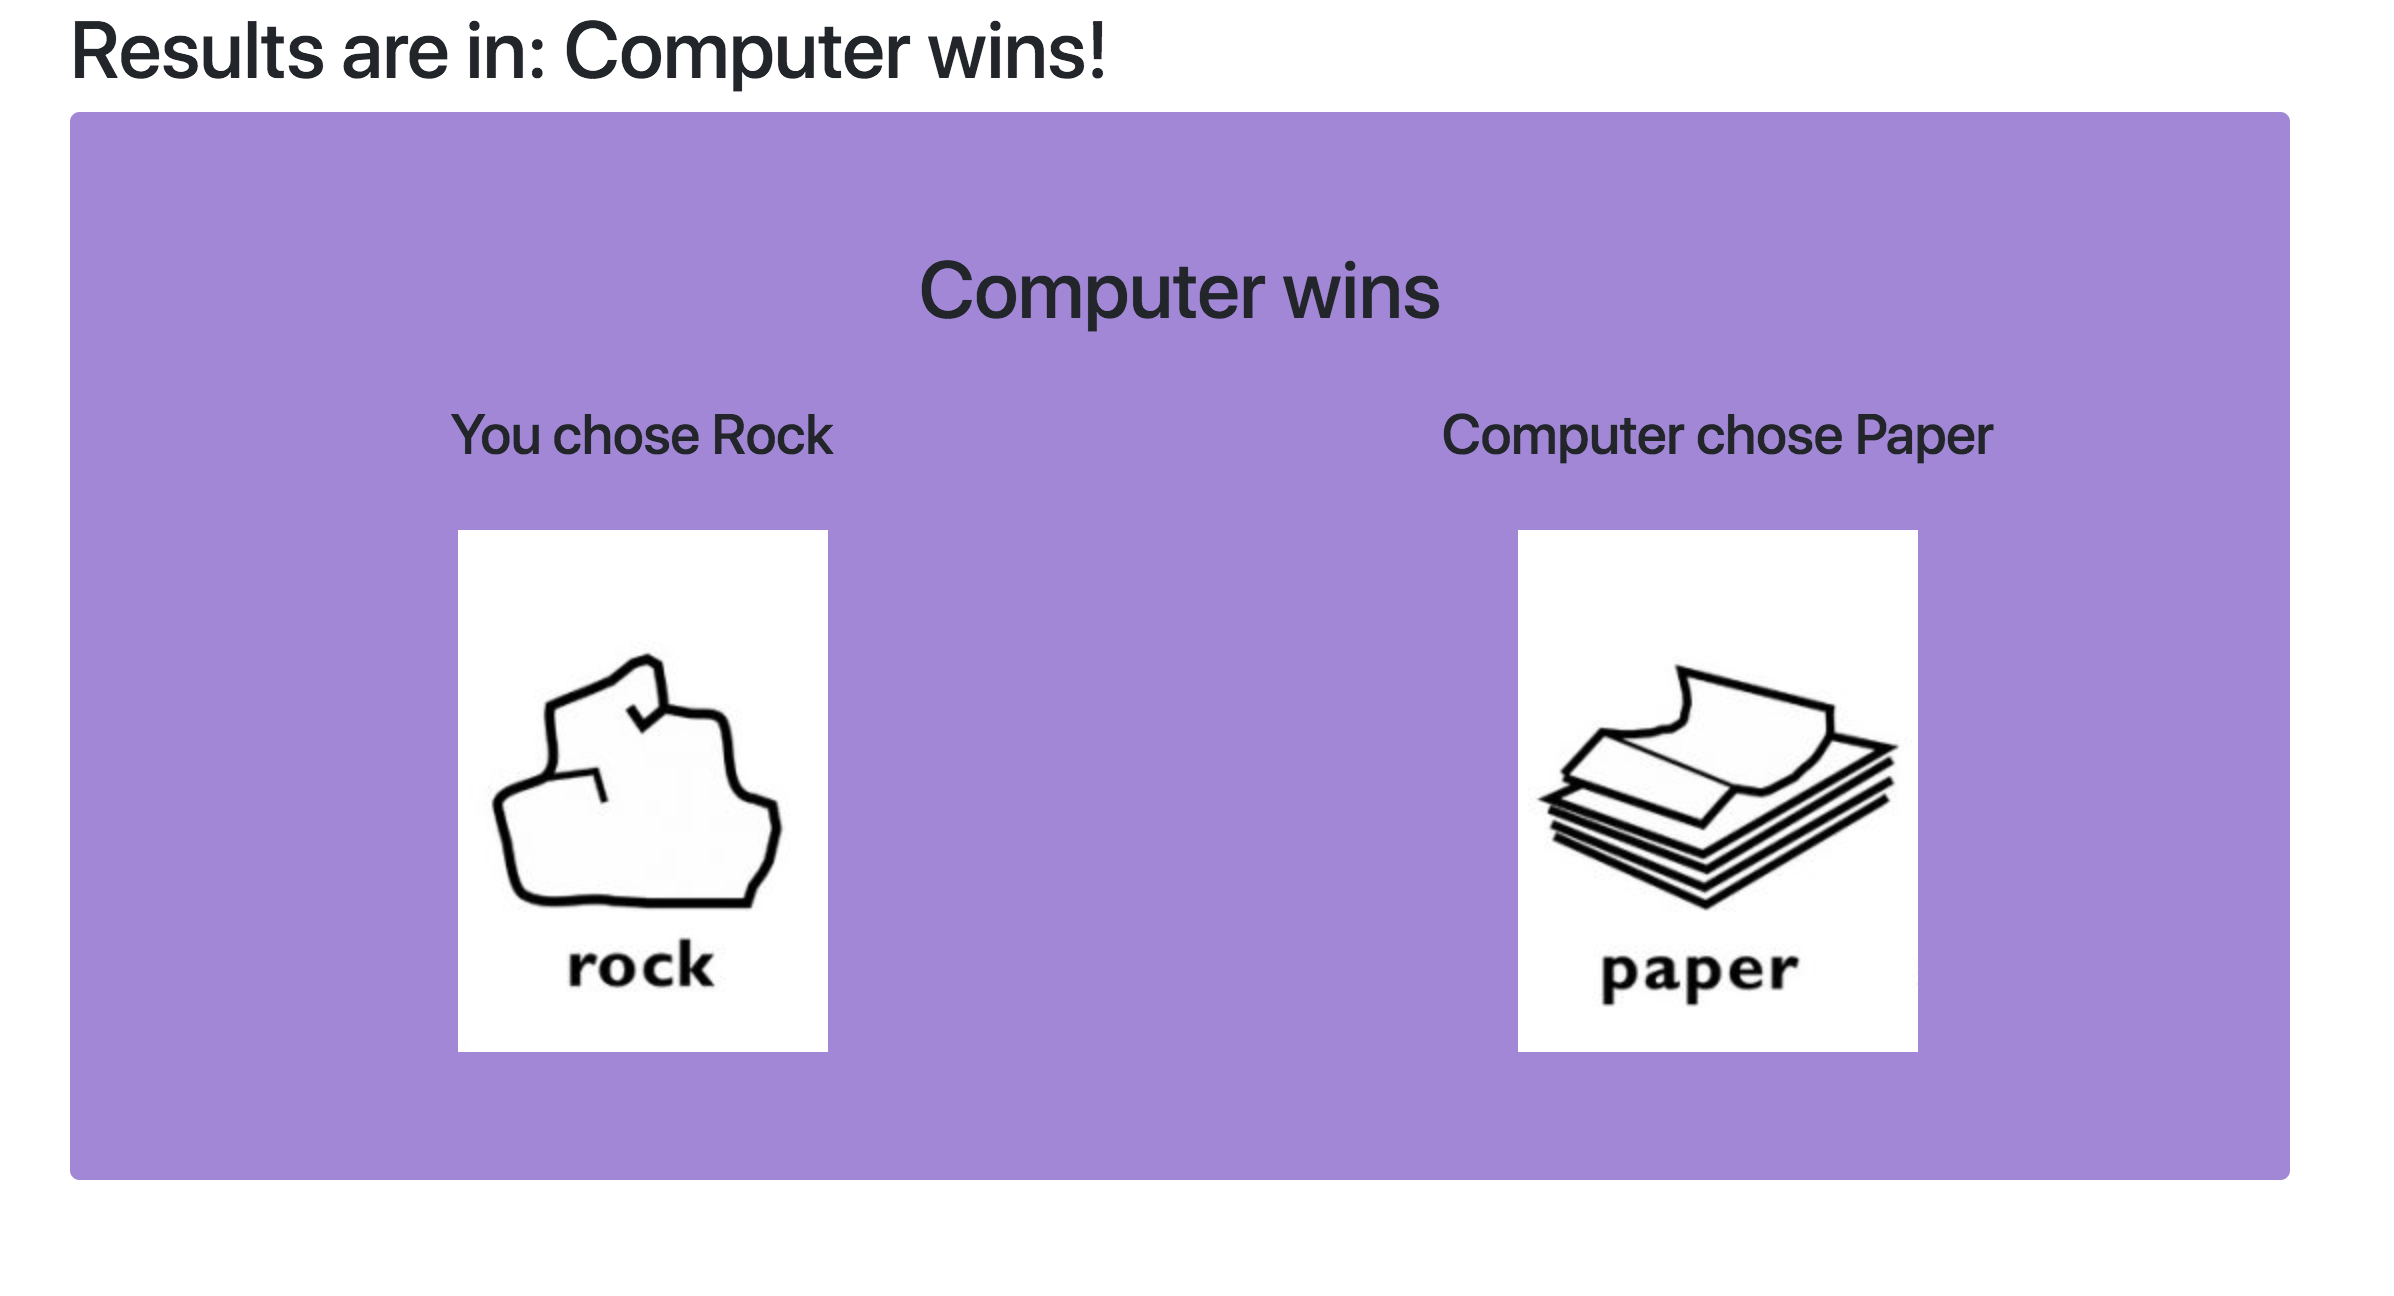 Results are in: Computer wins!
Computer wins
You chose Rock
Computer chose Paper
rock
paper